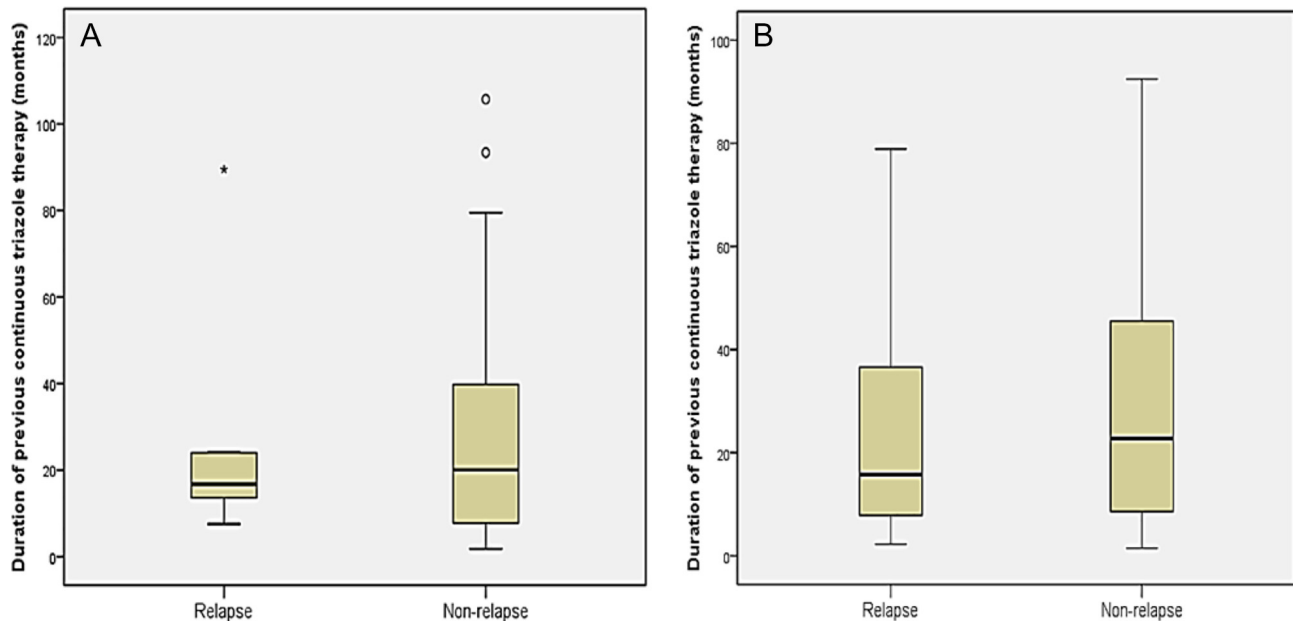 A
Duration of previous continuous triazole therapy (months)
120
100
80
60
40
20
0
*
Relapse
Non-relapse
B
Duration of previous continuous triazole therapy (months)
100
80
60
40
20
0
Relapse
Non-relapse